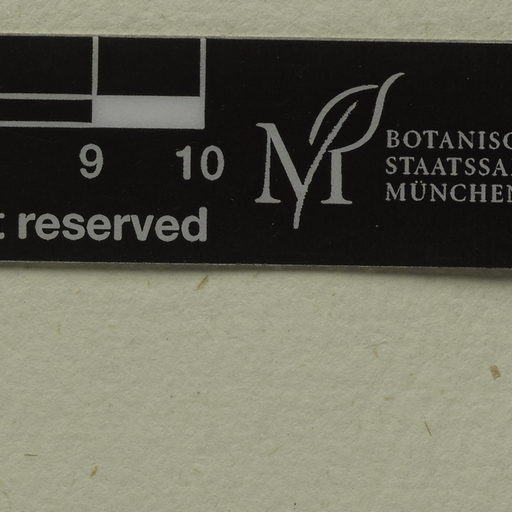 9 10
t reserved
M
BOTANISC
STAATSSA
MÜNCHEN